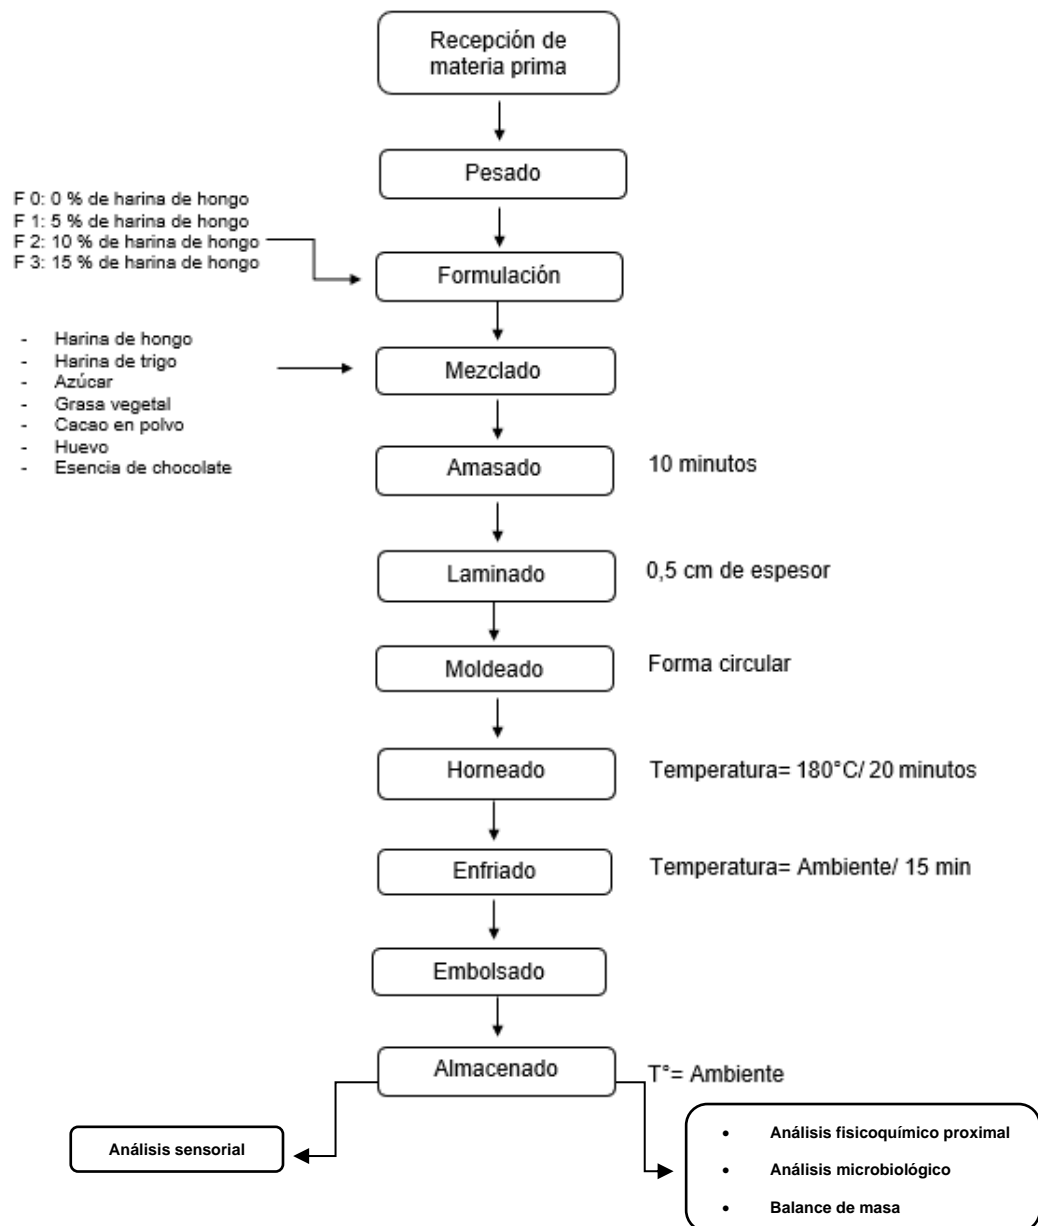 Recepción de
materia prima
Pesado
F 0: 0 % de harina de hongo
F 1: 5 % de harina de hongo
F 2: 10 % de harina de hongo
F 3: 15 % de harina de hongo
Formulación
- Harina de hongo
- Harina de trigo
- Azúcar
- Grasa vegetal
- Cacao en polvo
- Huevo
- Esencia de chocolate
Mezclado
Amasado
10 minutos
Laminado
0,5 cm de espesor
Moldeado
Forma circular
Horneado
Temperatura= 180°C/ 20 minutos
Enfriado
Temperatura= Ambiente/ 15 min
Embolsado
Almacenado
T°= Ambiente
Análisis sensorial
• Análisis fisicoquímico proximal
• Análisis microbiológico
• Balance de masa